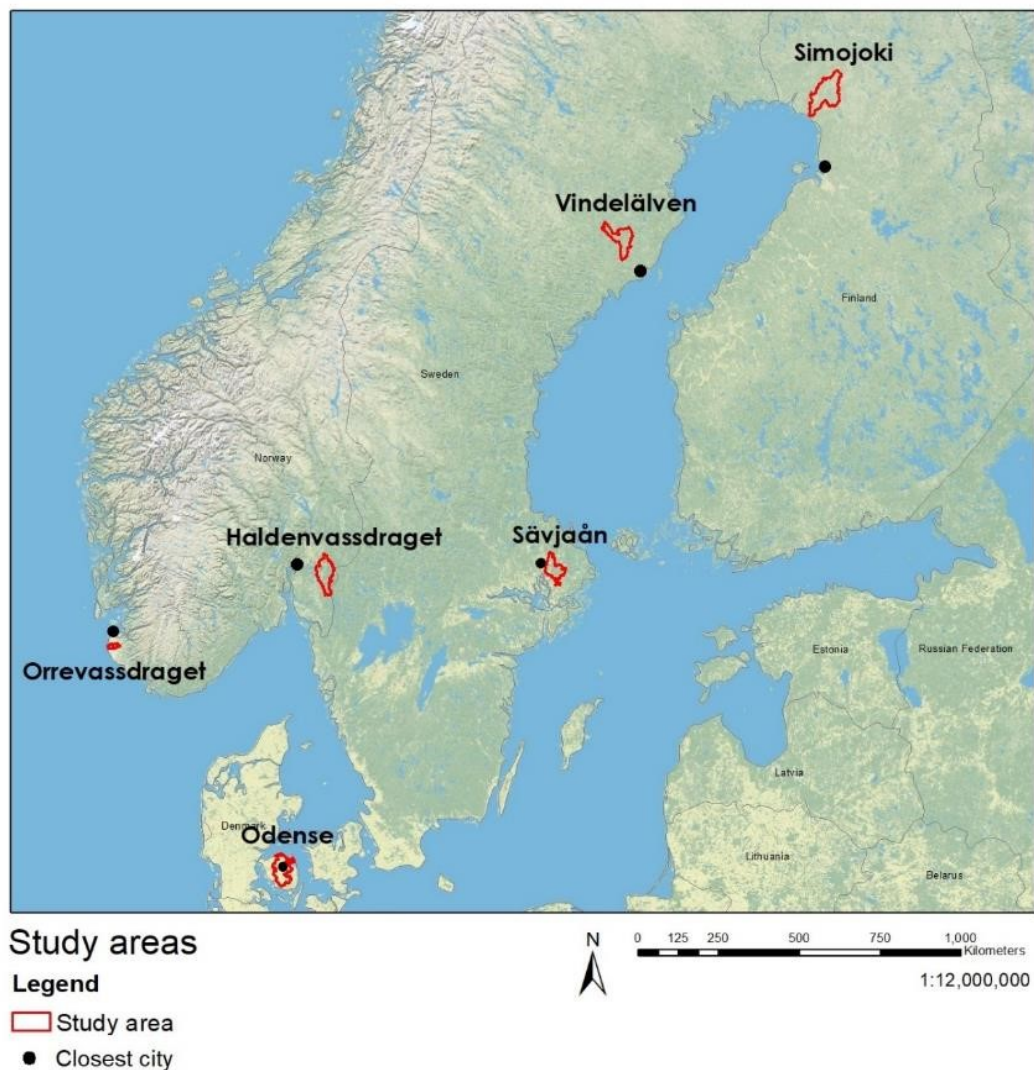 Simojoki
Vindelälven
Finland
Sweden
Norway
Haldenvassdraget
Sävjaån
Orrevassdraget
Estonia
Russian Federation
Latvia
Denmark
Odense
Lithuania
Belarus
Study areas
Legend
Study area
Closest city
N
0 125 250 500 750 1,000
Kilometers
1:12,000,000